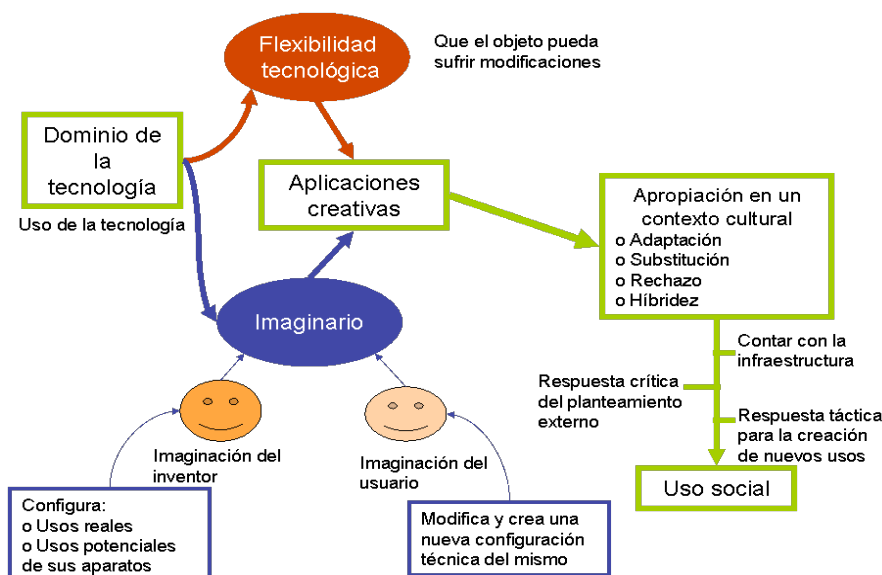 Flexibilidad
tecnológica
Que el objeto pueda
sufrir modificaciones
Dominio de
la
tecnología
Uso de la tecnología
Aplicaciones
creativas
Apropiación en un
contexto cultural
o Adaptación
o Substitución
o Rechazo
o Híbridez
Imaginario
Contar con la
infraestructura
Respuesta crítica
del planteamiento
externo
Respuesta táctica
para la creación
de nuevos usos
Uso social
Imaginación del
inventor
Imaginación del
usuario
Configura:
o Usos reales
o Usos potenciales
de sus aparatos
Modifica y crea una
nueva configuración
técnica del mismo